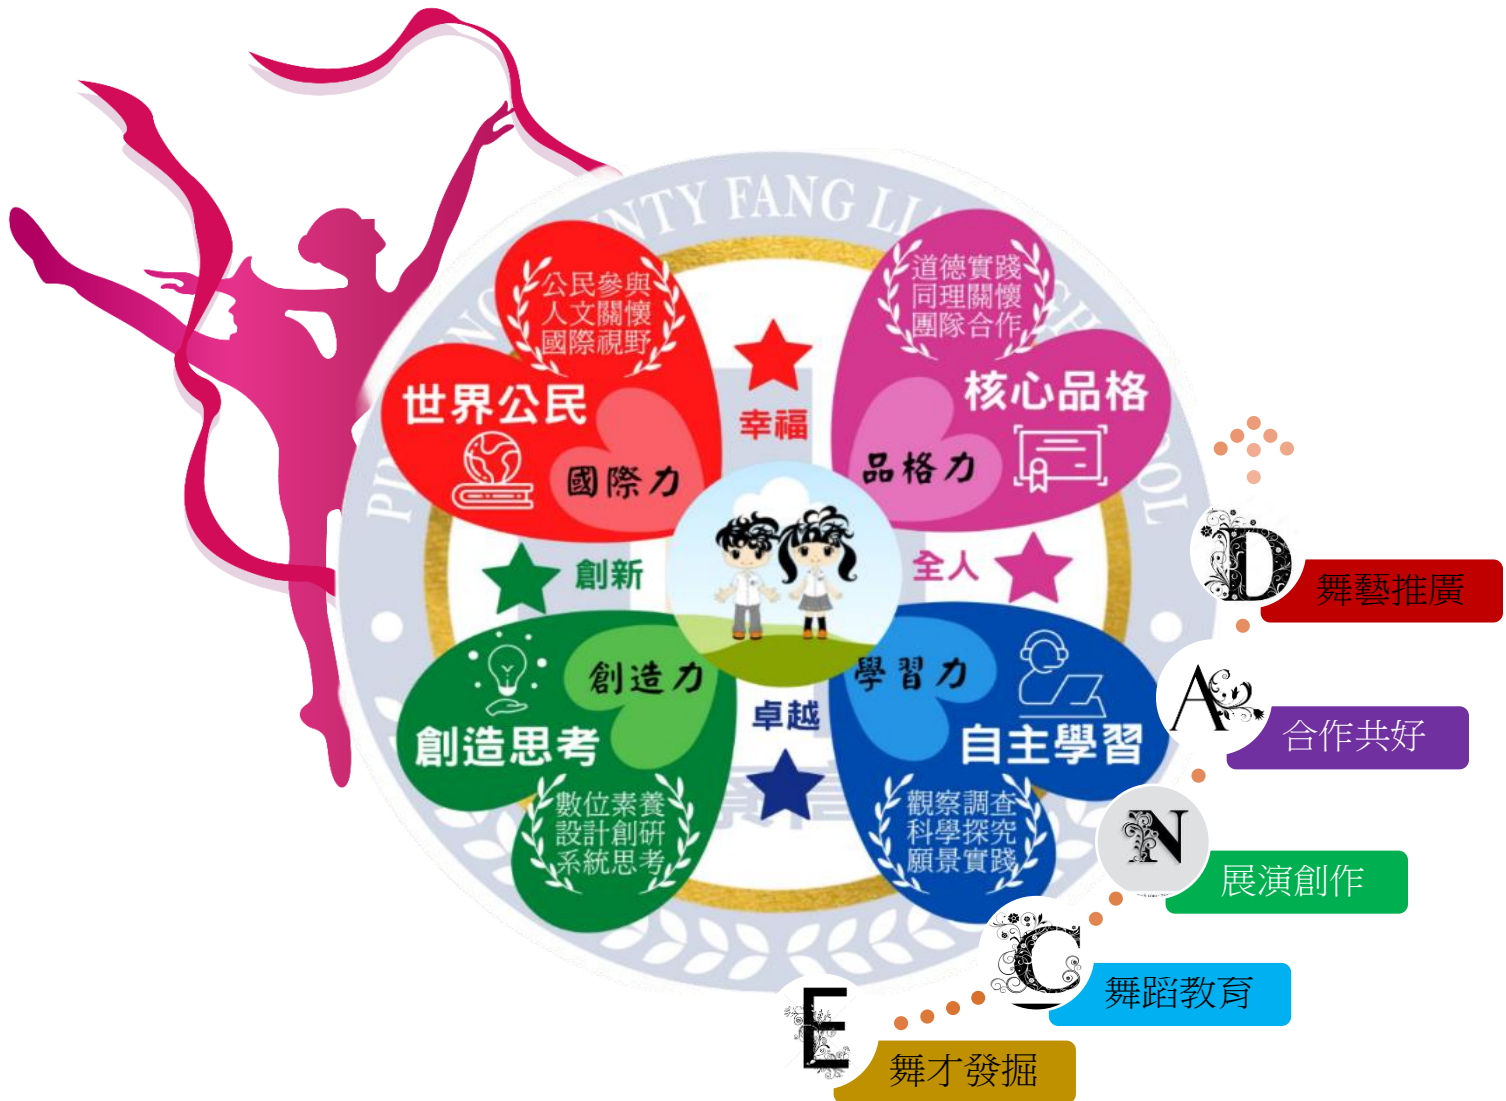 NTY FANG LI
公民參與
人文關懷
國際視野
世界公民
國際力
幸福
道德實踐
同理關懷
團隊合作
核心品格
品格力
創新
全人
創造力
創造思考
數位素養
設計創研
系統思考
卓越
學習力
自主學習
觀察調查
科學探究
願景實踐
D
舞藝推廣
A
合作共好
N
展演創作
C
舞蹈教育
E
舞才發掘